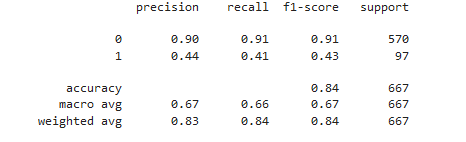 precision recall f1-score support
0 0.90 0.91 0.91 570
1 0.44 0.41 0.43 97
accuracy 0.84 667
macro avg 0.67 0.66 0.67 667
weighted avg 0.83 0.84 0.84 667